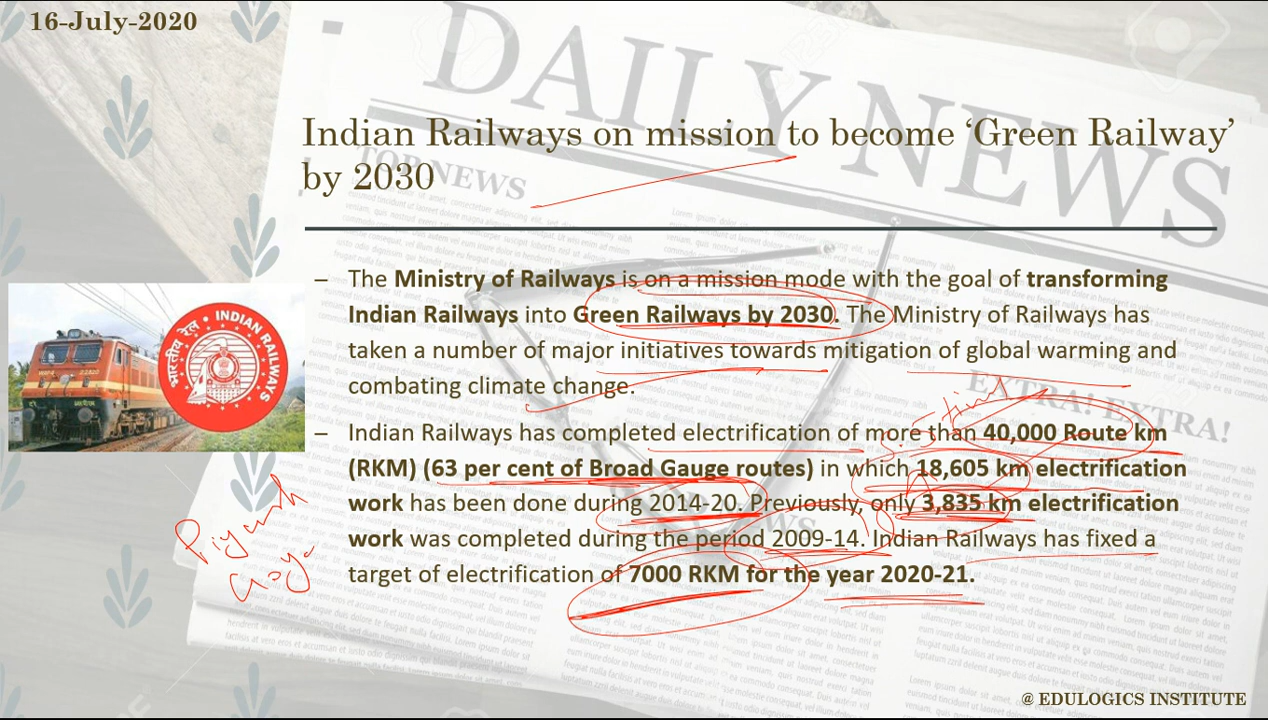 16-July-2020
DAILY NEWS
Indian Railways on mission to become ‘Green Railway’
by 2030
TOP NEWS
– The Ministry of Railways is on a mission mode with the goal of transforming
Indian Railways into Green Railways by 2030. The Ministry of Railways has
taken a number of major initiatives towards mitigation of global warming and
combating climate change.
EXTRA! EXTRA!
– Indian Railways has completed electrification of more than 40,000 Route km
(RKM) (63 per cent of Broad Gauge routes) in which 18,605 km electrification
work has been done during 2014-20. Previously, only 3,835 km electrification
work was completed during the period 2009-14. Indian Railways has fixed a
target of electrification of 7000 RKM for the year 2020-21.
भारतीय रेल • INDIAN RAILWAYS
Piyush
@ EDULOGICS INSTITUTE